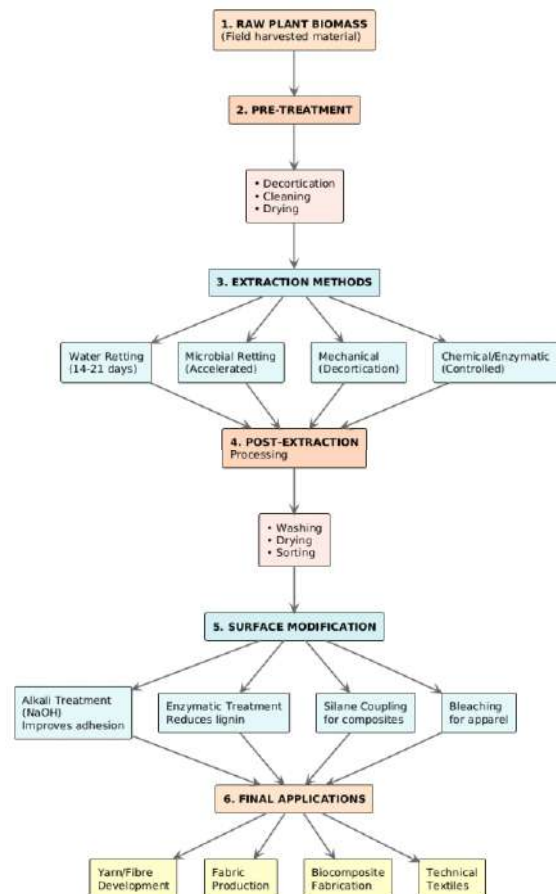 1. RAW PLANT BIOMASS
(Field harvested material)
2. PRE-TREATMENT
• Decortication
• Cleaning
• Drying
3. EXTRACTION METHODS
Water Retting
(14-21 days)
Microbial Retting
(Accelerated)
Mechanical
(Decortication)
Chemical/Enzymatic
(Controlled)
4. POST-EXTRACTION
Processing
• Washing
• Drying
• Sorting
5. SURFACE MODIFICATION
Alkali Treatment
(NaOH)
Improves adhesion
Enzymatic Treatment
Reduces lignin
Silane Coupling
for composites
Bleaching
for apparel
6. FINAL APPLICATIONS
Yarn/Fibre
Development
Fabric
Production
Biocomposite
Fabrication
Technical
Textiles